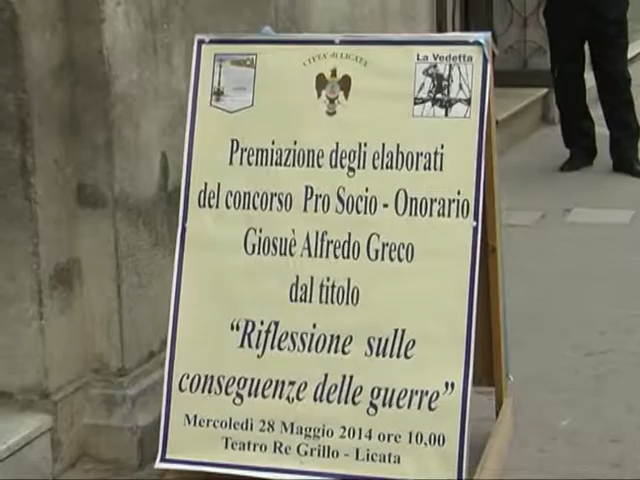 CITTA' di LICATA
La Vedetta
Premiazione degli elaborati
del concorso Pro Socio - Onorario
Giosuè Alfredo Greco
dal titolo
“Riflessione sulle
conseguenze delle guerre”
Mercoledì 28 Maggio 2014 ore 10,00
Teatro Re Grillo - Licata